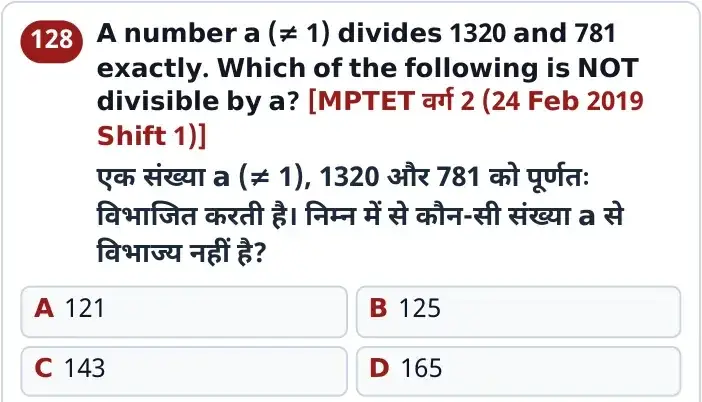 128 A number a (≠ 1) divides 1320 and 781
exactly. Which of the following is NOT
divisible by a? [MPTET वर्ग 2 (24 Feb 2019
Shift 1)]
एक संख्या a (≠ 1), 1320 और 781 को पूर्णतः
विभाजित करती है। निम्न में से कौन-सी संख्या a से
विभाज्य नहीं है?
A 121
B 125
C 143
D 165